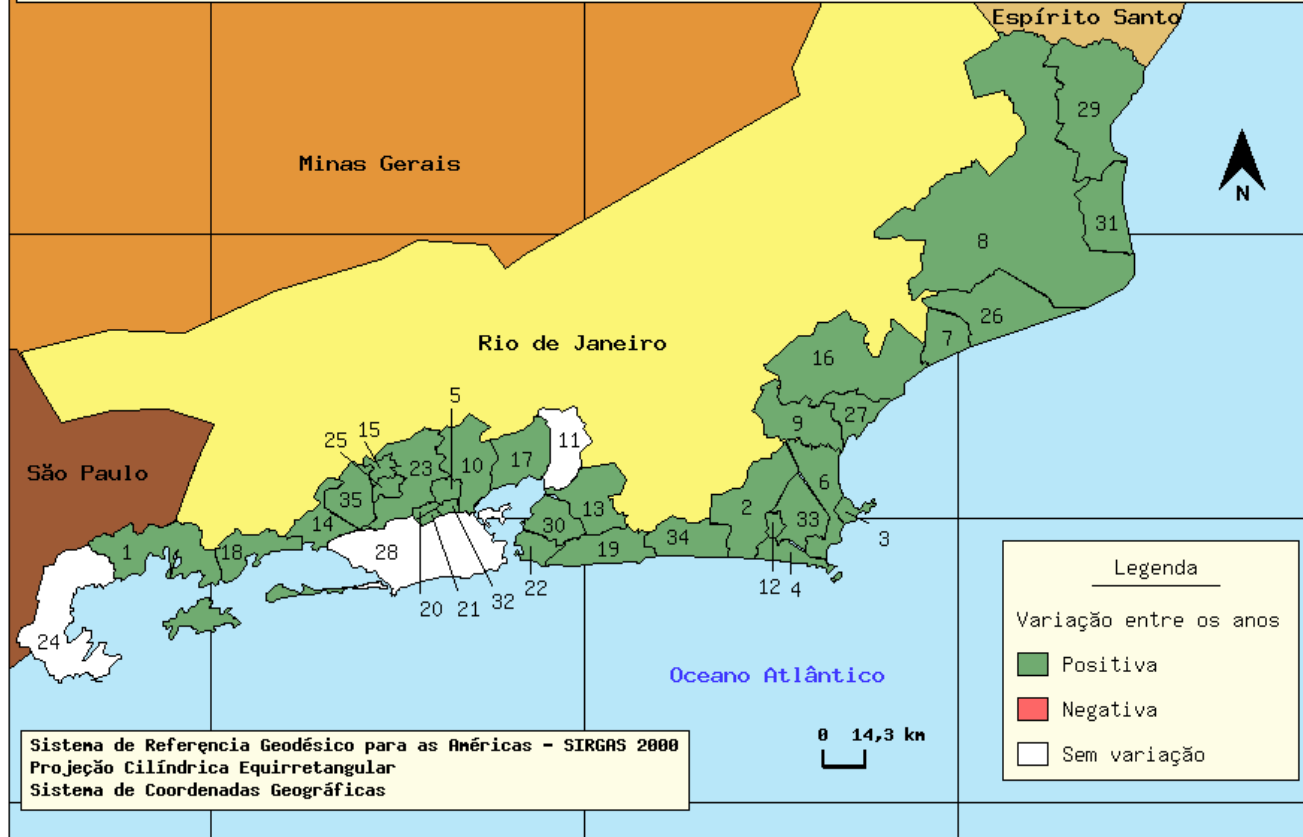 Espírito Santo
29
Minas Gerais
N
31
8
26
7
Rio de Janeiro
16
5
27
9
15
11
25
23
17
10
São Paulo
6
35
2
13
33
14
30
3
34
28
1
18
19
12
4
22
20
21
32
24
Legenda
Variação entre os anos
Positiva
Negativa
Sem variação
Oceano Atlântico
0 14,3 km
Sistema de Referęncia Geodésico para as Américas - SIRGAS 2000
Projeção Cilíndrica Equirretangular
Sistema de Coordenadas Geográficas